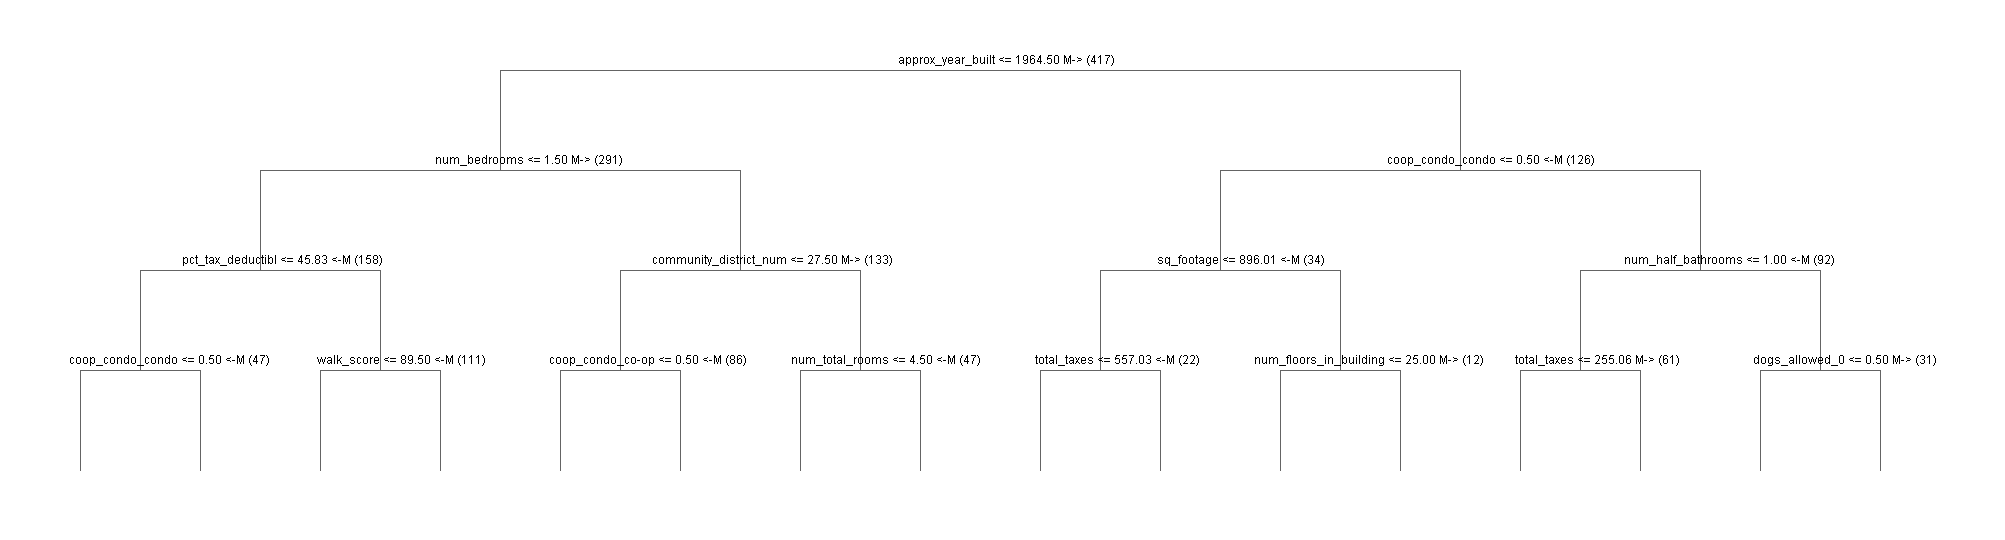 approx_year_built <= 1964.50 M-> (417)
num_bedrooms <= 1.50 M-> (291)
coop_condo_condo <= 0.50 <-M (126)
pct_tax_deductibl <= 45.83 <-M (158)
community_district_num <= 27.50 M-> (133)
sq_footage <= 896.01 <-M (34)
num_half_bathrooms <= 1.00 <-M (92)
coop_condo_condo <= 0.50 <-M (47)
walk_score <= 89.50 <-M (111)
coop_condo_co-op <= 0.50 <-M (86)
num_total_rooms <= 4.50 <-M (47)
total_taxes <= 557.03 <-M (22)
num_floors_in_building <= 25.00 M-> (12)
total_taxes <= 255.06 M-> (61)
dogs_allowed_0 <= 0.50 M-> (31)